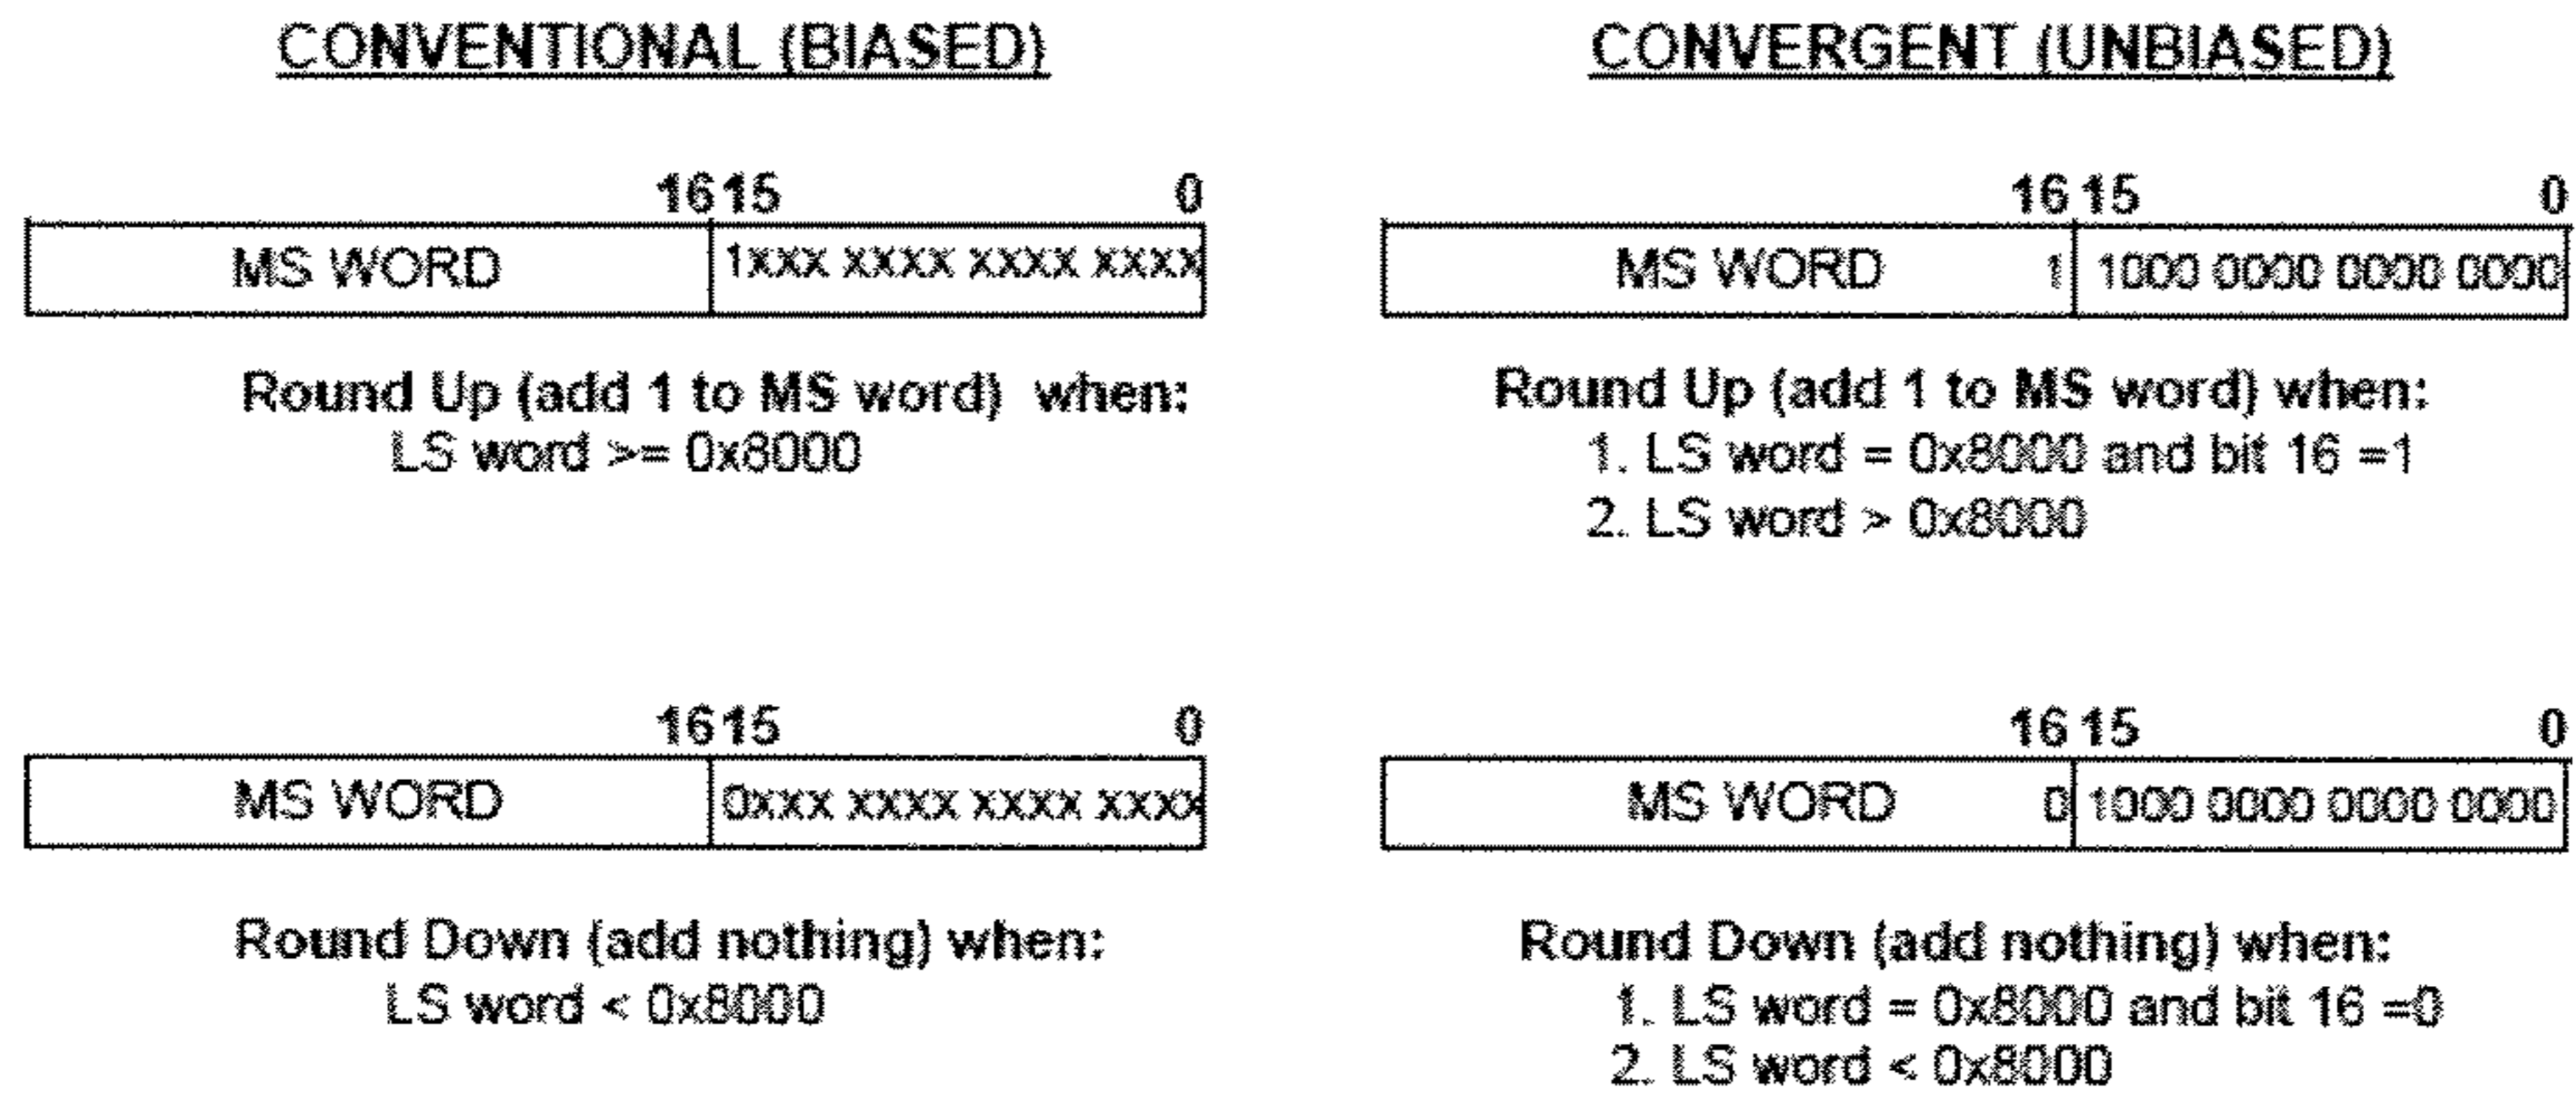 CONVENTIONAL (BIASED)
16 15 0
MS WORD 1xxx xxxx xxxx xxxx
Round Up (add 1 to MS word) when:
LS word >= 0x8000
16 15 0
MS WORD 0xxx xxxx xxxx xxxx
Round Down (add nothing) when:
LS word < 0x8000
CONVERGENT (UNBIASED)
16 15 0
MS WORD 1 1000 0000 0000 0000
Round Up (add 1 to MS word) when:
1. LS word = 0x8000 and bit 16 =1
2. LS word > 0x8000
16 15 0
MS WORD 0 1000 0000 0000 0000
Round Down (add nothing) when:
1. LS word = 0x8000 and bit 16 =0
2. LS word < 0x8000